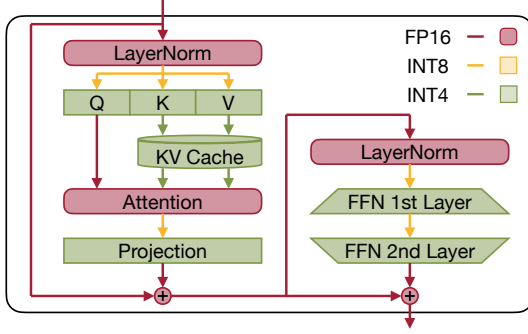 FP16
INT8
INT4
LayerNorm
Q K V
KV Cache
Attention
Projection
+
LayerNorm
FFN 1st Layer
FFN 2nd Layer
+